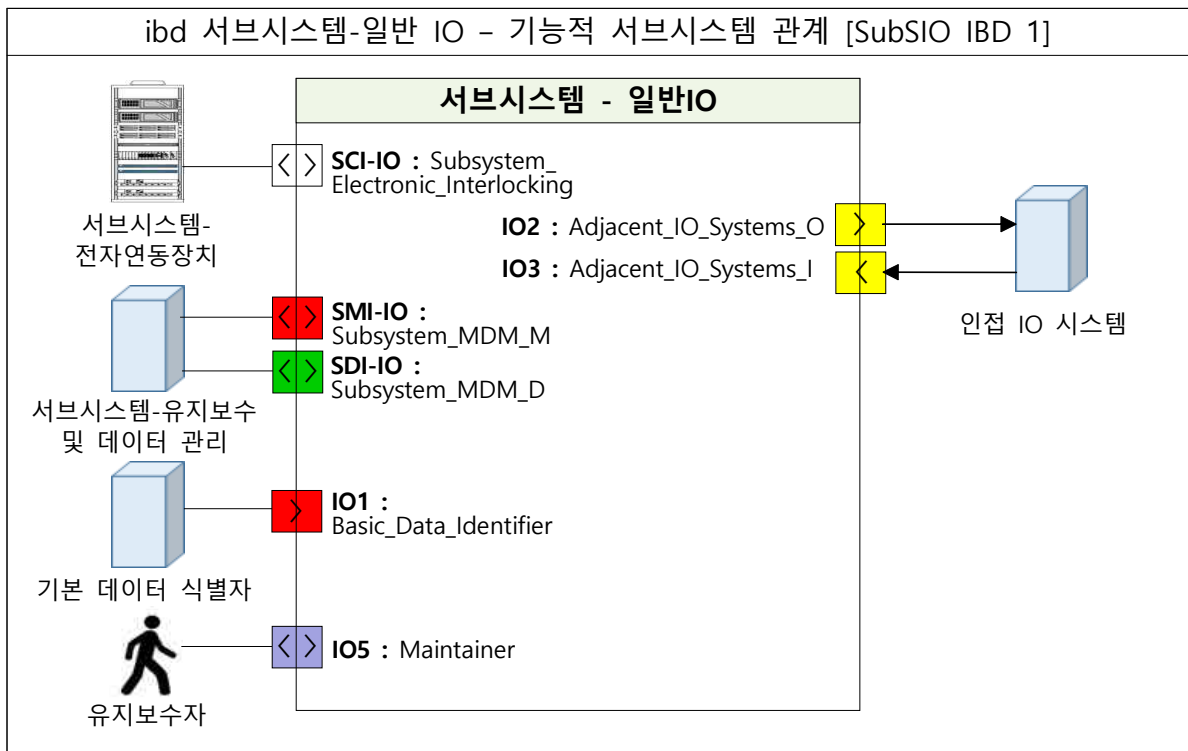 ibd 서브시스템-일반 IO – 기능적 서브시스템 관계 [SubSIO IBD 1]
서브시스템 - 일반IO
SCI-IO : Subsystem_
Electronic_Interlocking
서브시스템-
전자연동장치
IO2 : Adjacent_IO_Systems_O
IO3 : Adjacent_IO_Systems_I
인접 IO 시스템
SMI-IO :
Subsystem_MDM_M
SDI-IO :
Subsystem_MDM_D
서브시스템-유지보수
및 데이터 관리
IO1 :
Basic_Data_Identifier
기본 데이터 식별자
IO5 : Maintainer
유지보수자